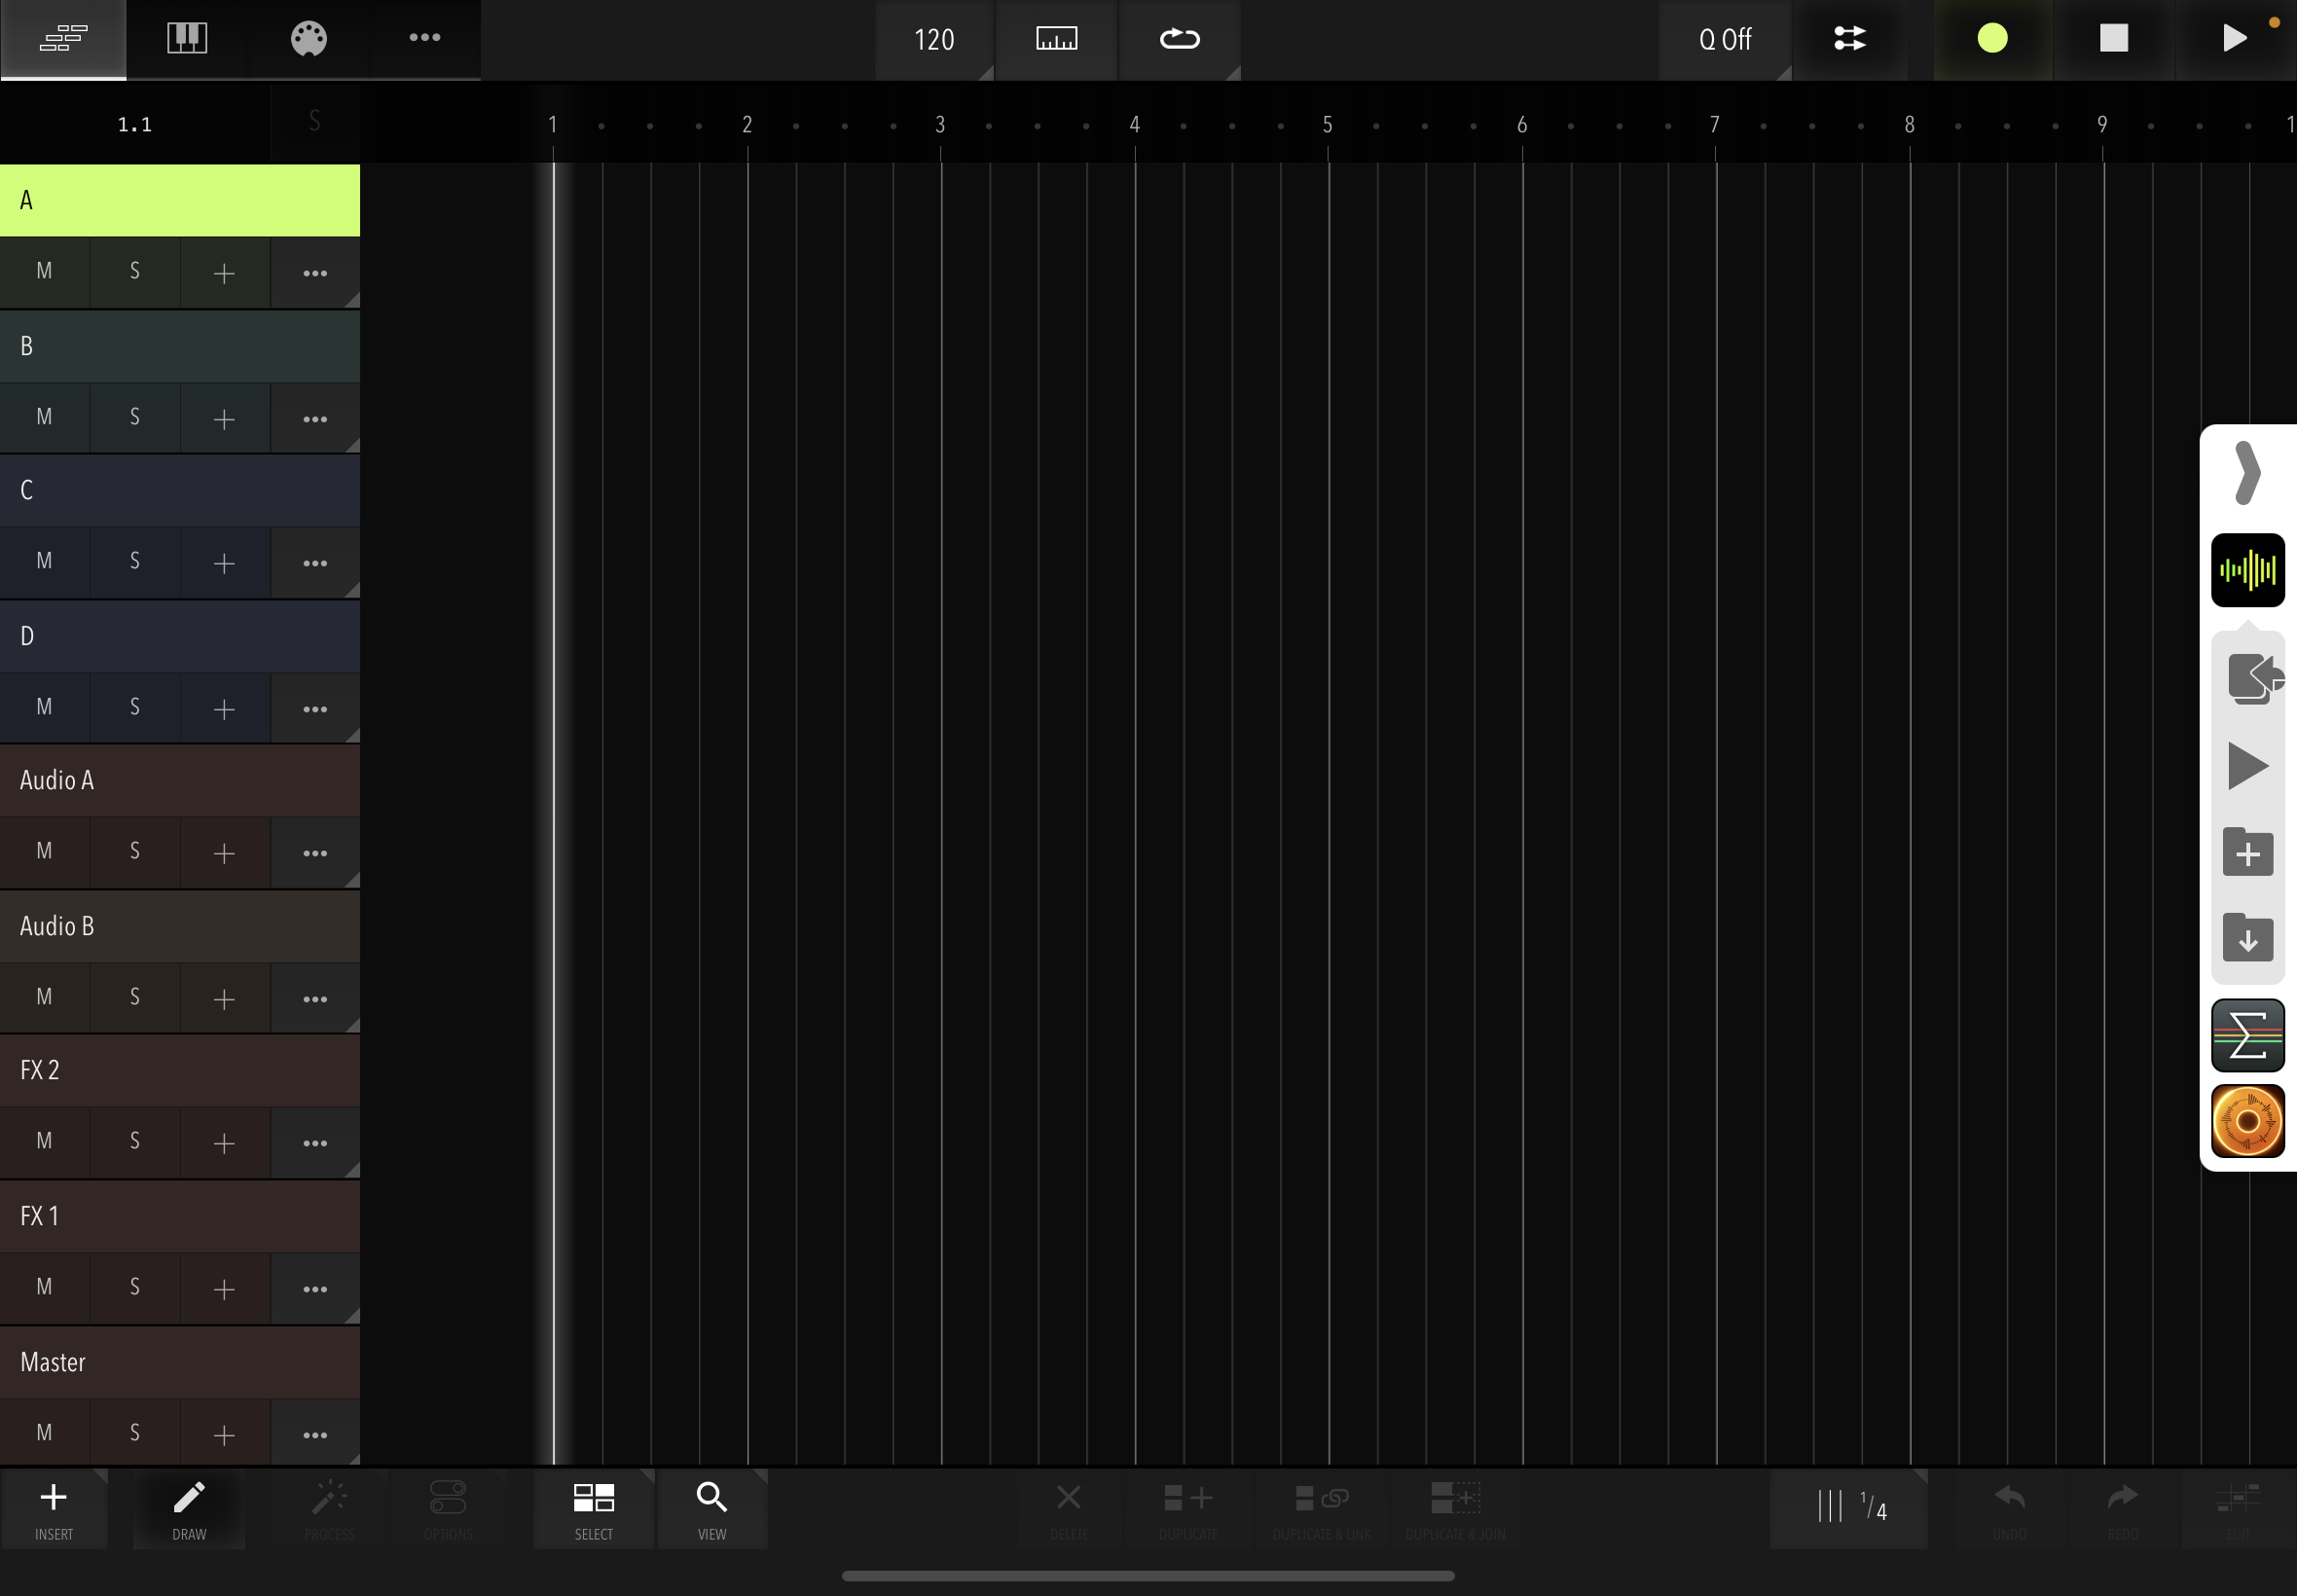 120
Q Off
1.1
S
1 2 3 4 5 6 7 8 9 1
A
M S
B
M S
C
M S
D
M S
Audio A
M S
Audio B
M S
FX 2
M S
FX 1
M S
Master
M S
1/4
INSERT DRAW PROCESS OPTIONS SELECT VIEW DELETE DUPLICATE DUPLICATE & LINK DUPLICATE & JOIN UNDO REDO EDIT